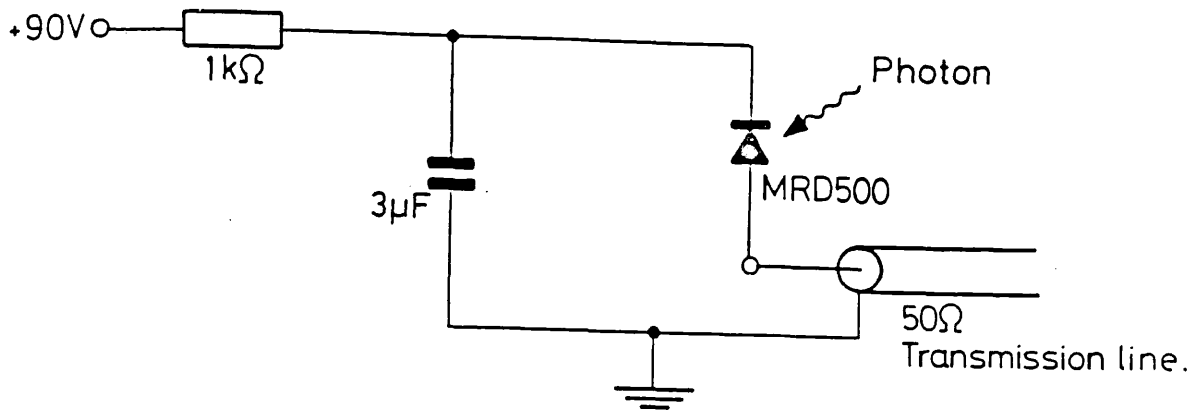 +90V
1kΩ
Photon
3µF
MRD500
50Ω
Transmission line.